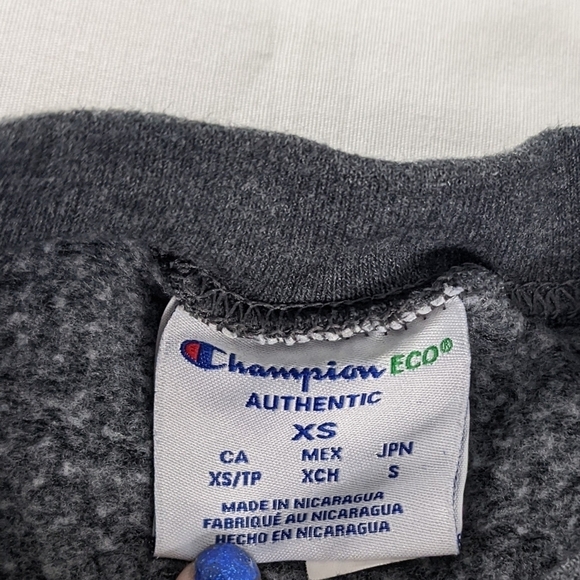 Champion ECO®
AUTHENTIC
XS
CA MEX JPN
XS/TP XCH S
MADE IN NICARAGUA
FABRIQUÉ AU NICARAGUA
HECHO EN NICARAGUA